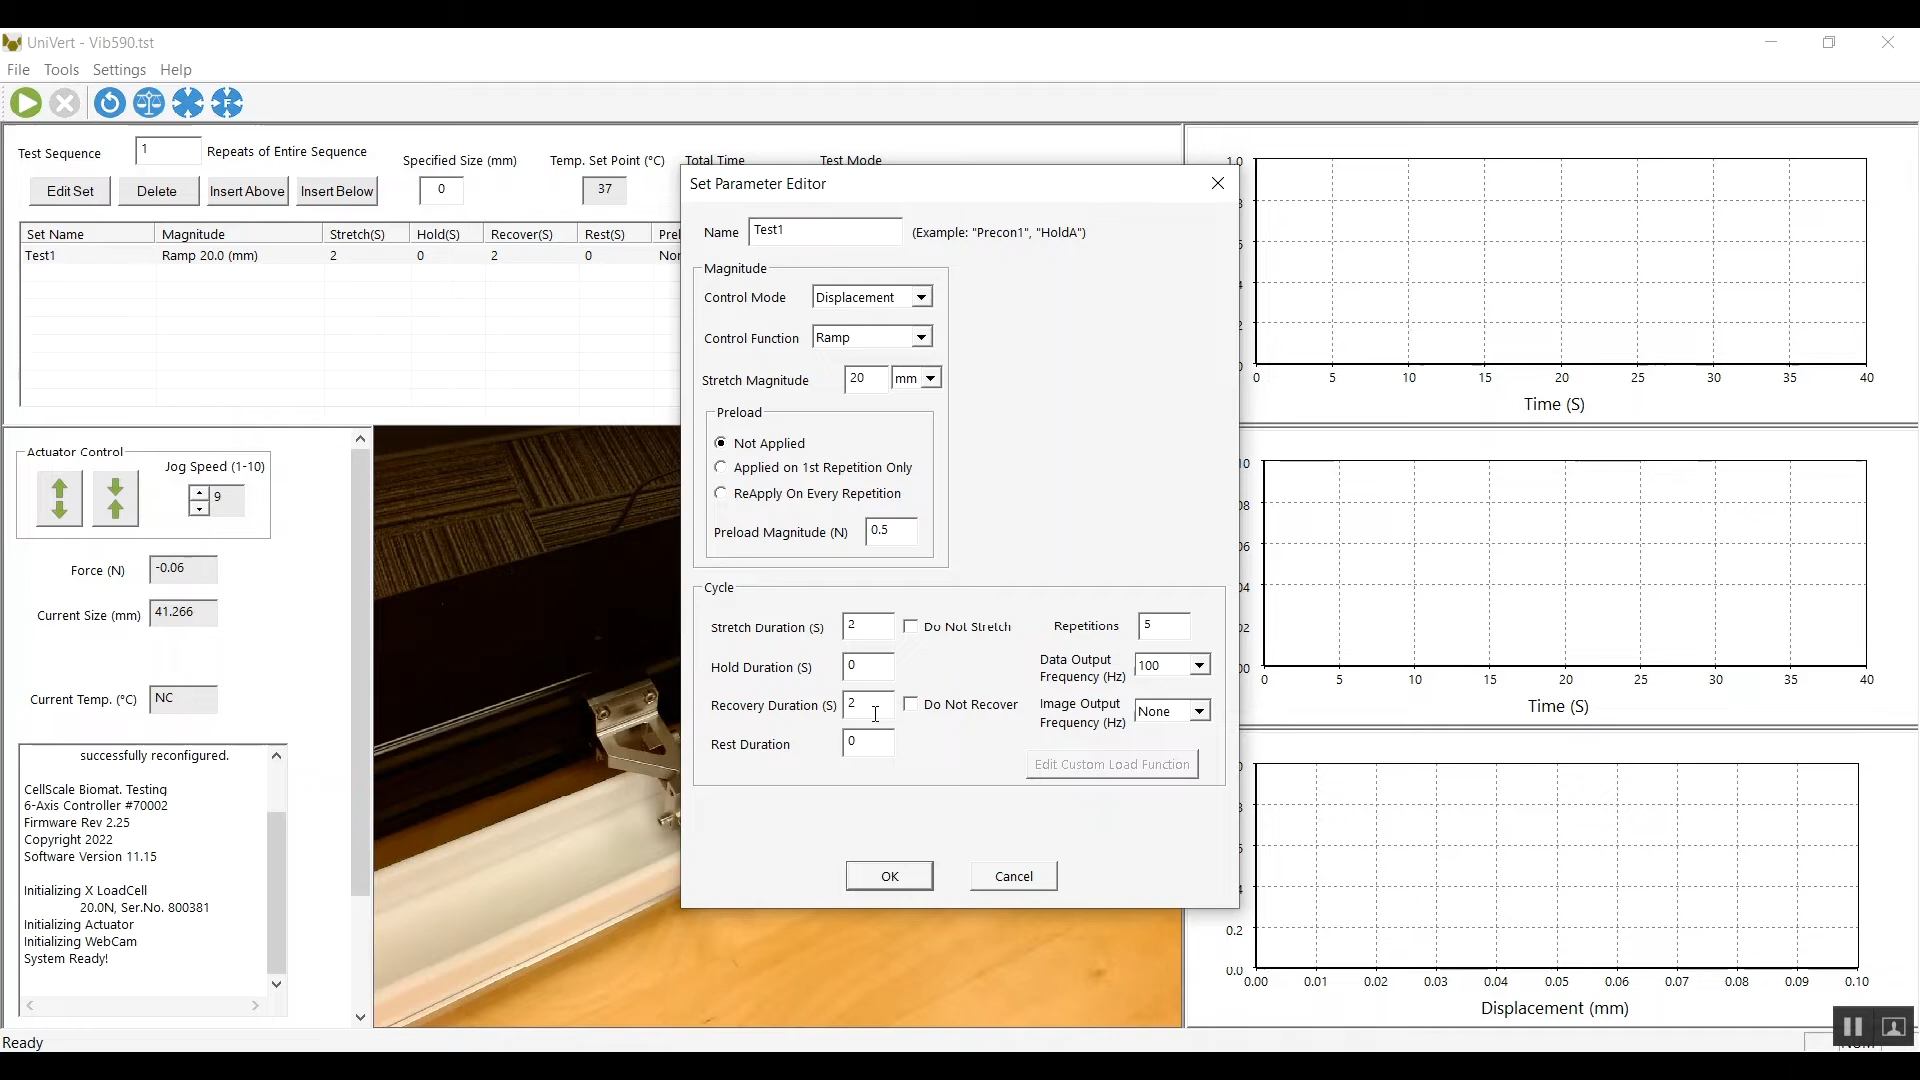 UniVert - Vib590.tst
File Tools Settings Help
Test Sequence 1 Repeats of Entire Sequence
Specified Size (mm) Temp. Set Point (°C) Total Time Test Mode
Edit Set Delete Insert Above Insert Below 0 37
Set Name Magnitude Stretch(S) Hold(S) Recover(S) Rest(S)
Test1 Ramp 20.0 (mm) 2 0 2 0
Actuator Control
Jog Speed (1-10)
9
Force (N) -0.06
Current Size (mm) 41.266
Current Temp. (°C) NC
successfully reconfigured.
CellScale Biomat. Testing
6-Axis Controller #70002
Firmware Rev 2.25
Copyright 2022
Software Version 11.15
Initializing X LoadCell
20.0N, Ser.No. 800381
Initializing Actuator
Initializing WebCam
System Ready!
Ready
Set Parameter Editor
Name Test1 (Example: "Precon1", "HoldA")
Magnitude
Control Mode Displacement
Control Function Ramp
Stretch Magnitude 20 mm
Preload
Not Applied
Applied on 1st Repetition Only
ReApply On Every Repetition
Preload Magnitude (N) 0.5
Cycle
Stretch Duration (S) 2 Do Not Stretch Repetitions 5
Hold Duration (S) 0 Data Output Frequency (Hz) 100
Recovery Duration (S) 2 Do Not Recover Image Output Frequency (Hz) None
Rest Duration 0
Edit Custom Load Function
OK Cancel
1.0
0 5 10 15 20 25 30 35 40
Time (S)
0 5 10 15 20 25 30 35 40
Time (S)
0.2
0.0
0.00 0.01 0.02 0.03 0.04 0.05 0.06 0.07 0.08 0.09 0.10
Displacement (mm)